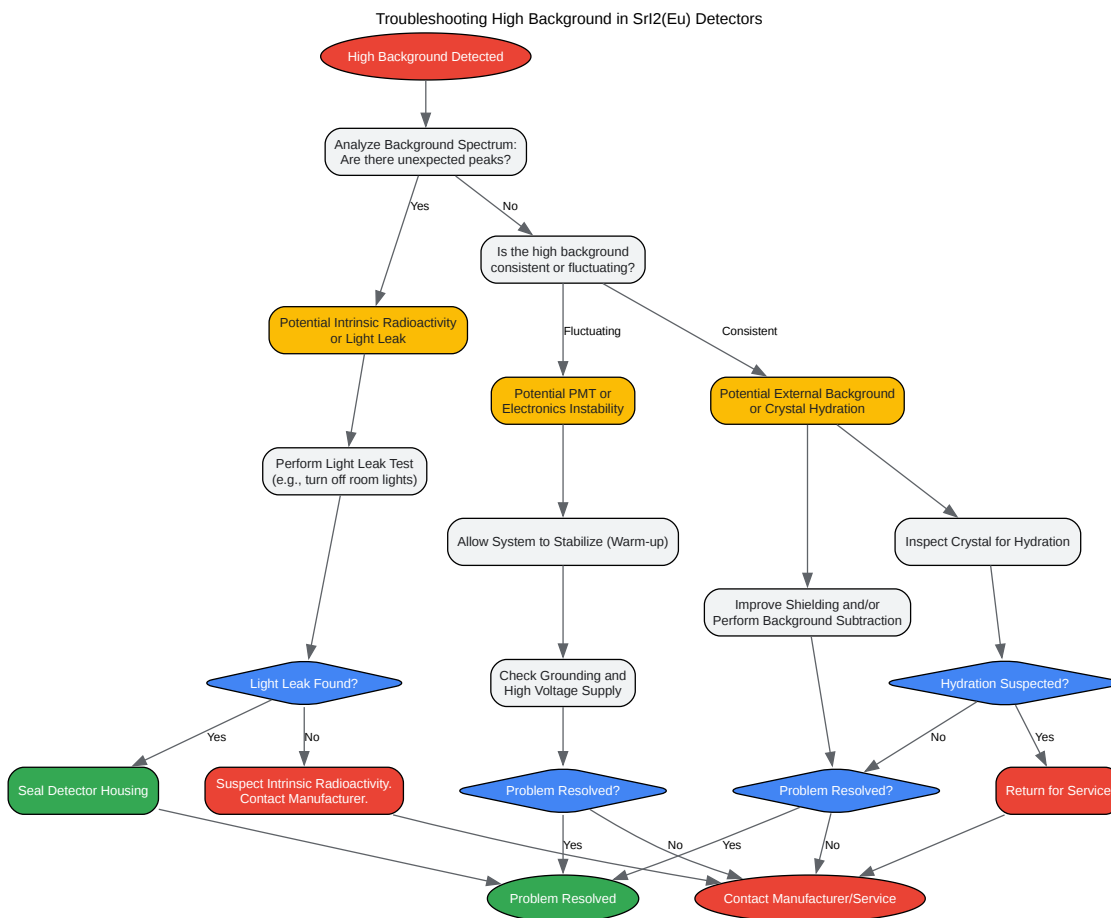 Troubleshooting High Background in SrI2(Eu) Detectors
High Background Detected
Analyze Background Spectrum:
Are there unexpected peaks?
Yes
No
Is the high background
consistent or fluctuating?
Potential Intrinsic Radioactivity
or Light Leak
Fluctuating
Consistent
Potential PMT or
Electronics Instability
Potential External Background
or Crystal Hydration
Perform Light Leak Test
(e.g., turn off room lights)
Allow System to Stabilize (Warm-up)
Inspect Crystal for Hydration
Improve Shielding and/or
Perform Background Subtraction
Light Leak Found?
Check Grounding and
High Voltage Supply
Hydration Suspected?
Yes
No
No
Yes
Seal Detector Housing
Suspect Intrinsic Radioactivity.
Contact Manufacturer.
Problem Resolved?
Problem Resolved?
Return for Service
Yes
No
Yes
No
Problem Resolved
Contact Manufacturer/Service